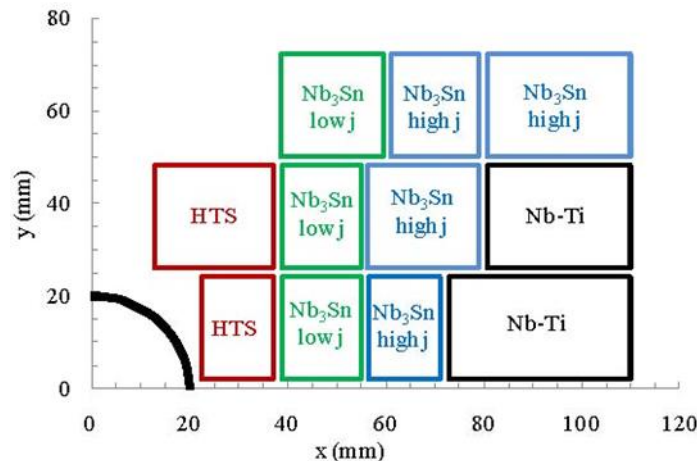 80
60
40
20
0
y (mm)
Nb₃Sn
low j
Nb₃Sn
high j
Nb₃Sn
high j
HTS
Nb₃Sn
low j
Nb₃Sn
high j
Nb-Ti
HTS
Nb₃Sn
low j
Nb₃Sn
high j
Nb-Ti
0 20 40 60 80 100 120
x (mm)